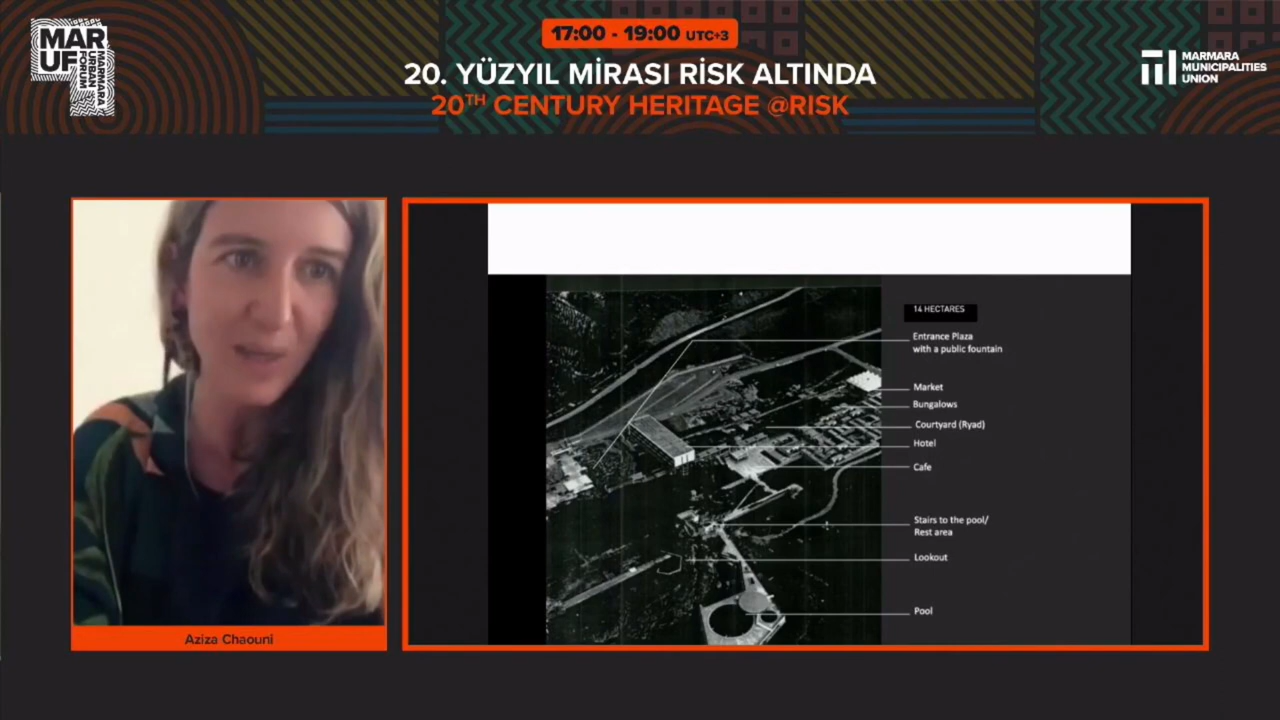 MAR
UF
MARMARA
URBAN
FORUM
17:00 - 19:00 UTC+3
20. YÜZYIL MİRASI RİSK ALTINDA
20TH CENTURY HERITAGE @RISK
MARMARA
MUNICIPALITIES
UNION
14 HECTARES
Entrance Plaza
with a public fountain
Market
Bungalows
Courtyard (Ryad)
Hotel
Cafe
Stairs to the pool/
Rest area
Lookout
Pool
Aziza Chaouni